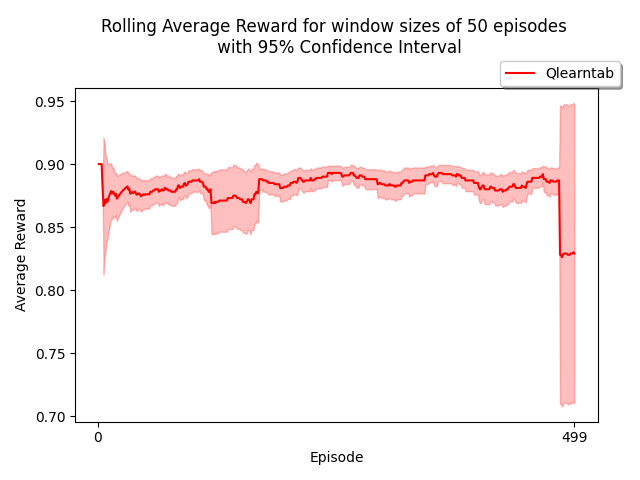 Rolling Average Reward for window sizes of 50 episodes
with 95% Confidence Interval
Qlearntab
0.95
0.90
0.85
0.80
0.75
0.70
Average Reward
0
499
Episode